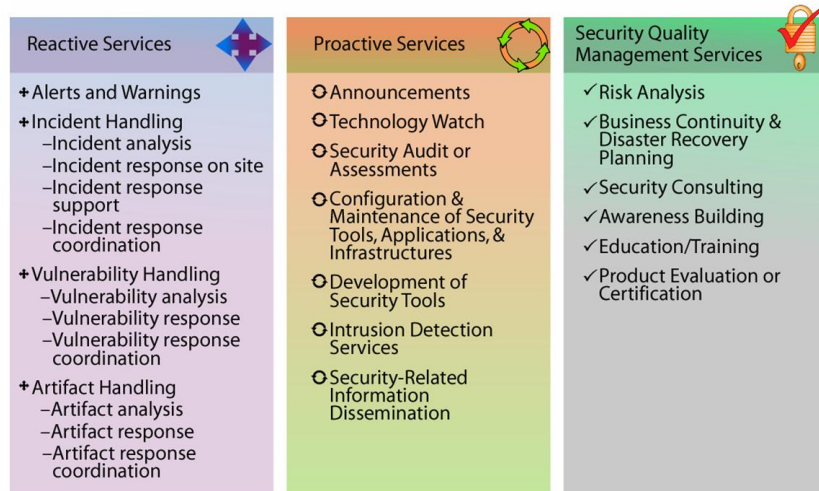 Reactive Services
Alerts and Warnings
Incident Handling
–Incident analysis
–Incident response on site
–Incident response
support
–Incident response
coordination
Vulnerability Handling
–Vulnerability analysis
–Vulnerability response
–Vulnerability response
coordination
Artifact Handling
–Artifact analysis
–Artifact response
–Artifact response
coordination
Proactive Services
Announcements
Technology Watch
Security Audit or
Assessments
Configuration &
Maintenance of Security
Tools, Applications, &
Infrastructures
Development of
Security Tools
Intrusion Detection
Services
Security-Related
Information
Dissemination
Security Quality
Management Services
Risk Analysis
Business Continuity &
Disaster Recovery
Planning
Security Consulting
Awareness Building
Education/Training
Product Evaluation or
Certification